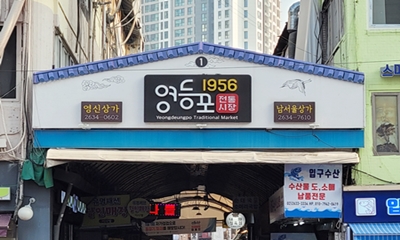 1
영등포
1956
전통
시장
Yeongdeungpo Traditional Market
영신상가
2634-0602
남서울상가
2634-7610
입구수산
수산물 도, 소매
납품전문